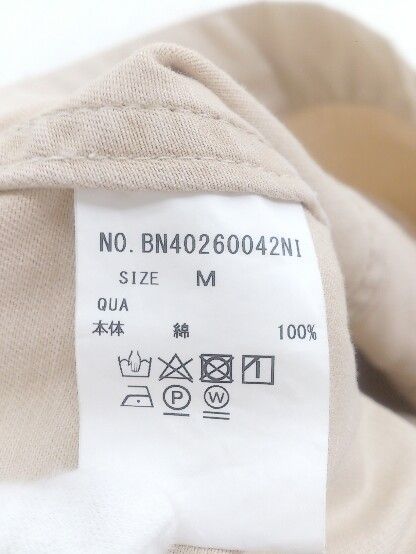 NO. BN40260042NI
SIZE M
QUA
本体 綿 100%
P W